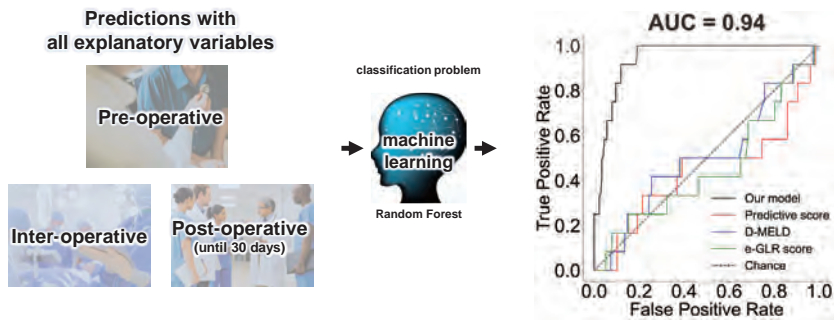 Predictions with
all explanatory variables
Pre-operative
Inter-operative
Post-operative
(until 30 days)
classification problem
machine
learning
Random Forest
AUC = 0.94
True Positive Rate
1.0
0.8
0.6
0.4
0.2
0.0
Our model
Predictive score
D-MELD
e-GLR score
Chance
0.0 0.2 0.4 0.6 0.8 1.0
False Positive Rate